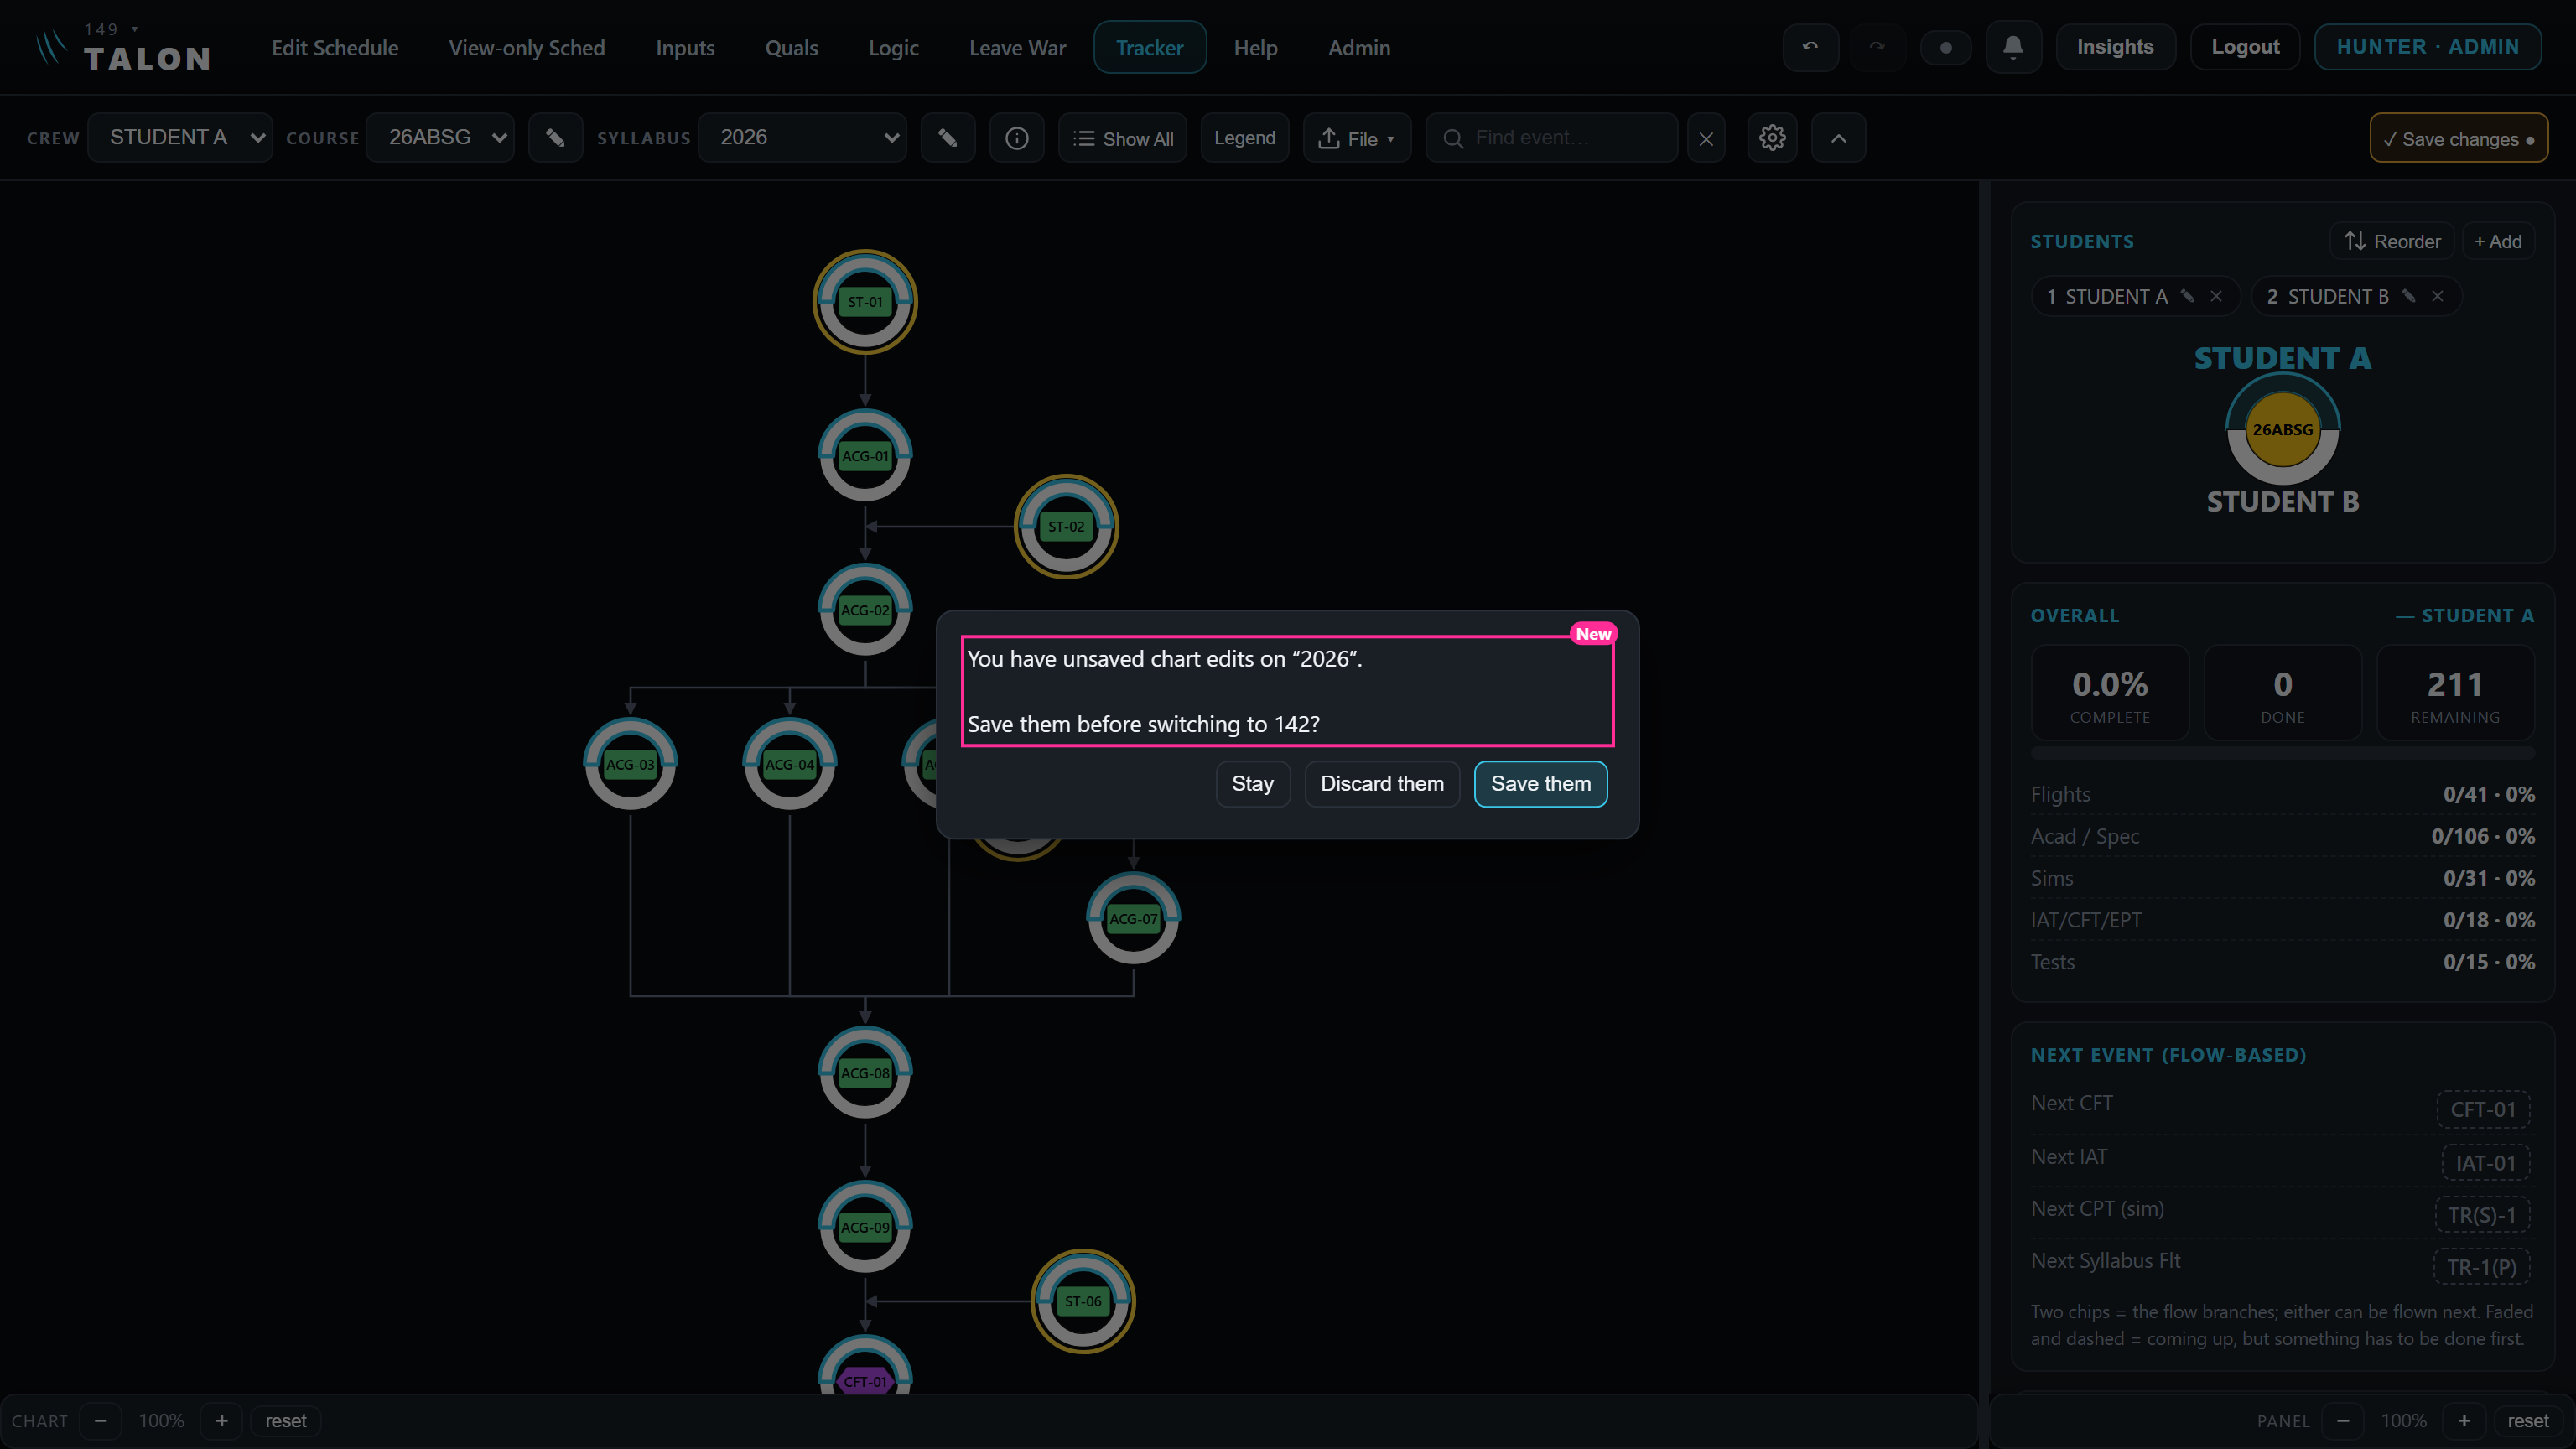 149 ▾
TALON
Edit Schedule
View-only Sched
Inputs
Quals
Logic
Leave War
Tracker
Help
Admin
Insights
Logout
HUNTER · ADMIN
CREW
STUDENT A
COURSE
26ABSG
SYLLABUS
2026
Show All
Legend
File ▾
Find event...
✓ Save changes ●
ST-01
ACG-01
ST-02
ACG-02
ACG-03
ACG-04
ACG-07
ACG-08
ACG-09
ST-06
CFT-01
New
You have unsaved chart edits on “2026”.
Save them before switching to 142?
Stay
Discard them
Save them
STUDENTS
Reorder
+ Add
1 STUDENT A
2 STUDENT B
STUDENT A
26ABSG
STUDENT B
OVERALL
— STUDENT A
0.0%
COMPLETE
0
DONE
211
REMAINING
Flights 0/41 · 0%
Acad / Spec 0/106 · 0%
Sims 0/31 · 0%
IAT/CFT/EPT 0/18 · 0%
Tests 0/15 · 0%
NEXT EVENT (FLOW-BASED)
Next CFT CFT-01
Next IAT IAT-01
Next CPT (sim) TR(S)-1
Next Syllabus Flt TR-1(P)
Two chips = the flow branches; either can be flown next. Faded
and dashed = coming up, but something has to be done first.
CHART − 100% + reset
PANEL − 100% + reset